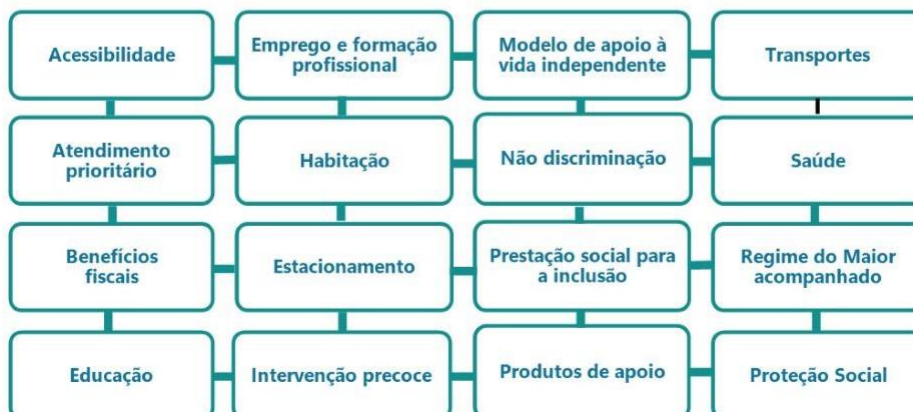 Acessibilidade
Emprego e formação
profissional
Modelo de apoio à
vida independente
Transportes
Atendimento
prioritário
Habitação
Não discriminação
Saúde
Benefícios
fiscais
Estacionamento
Prestação social para
a inclusão
Regime do Maior
acompanhado
Educação
Intervenção precoce
Produtos de apoio
Proteção Social